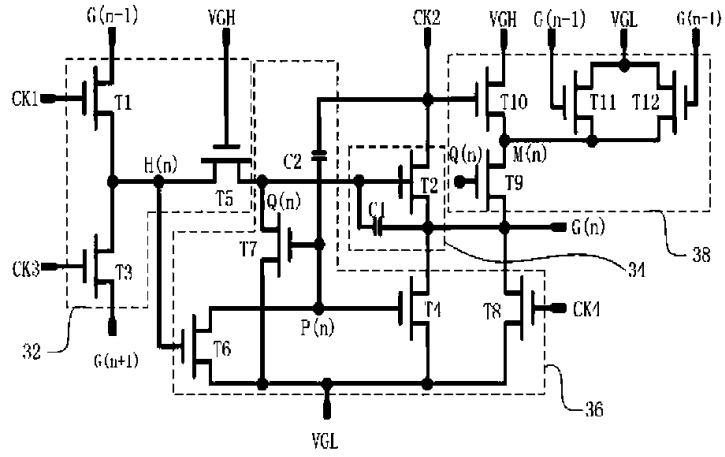 G(n-1) VGH CK2 VGH G(n-1) VGL G(n-1)
CK1 T1 T10 T11 T12
C2
H(n) T5 T2 Q(n) M(n)
Q(n) C1 T9
T7 G(n)
CK3 T3 34 38
T4 T8 CK4
32 T6 P(n)
G(n+1)
36
VGL